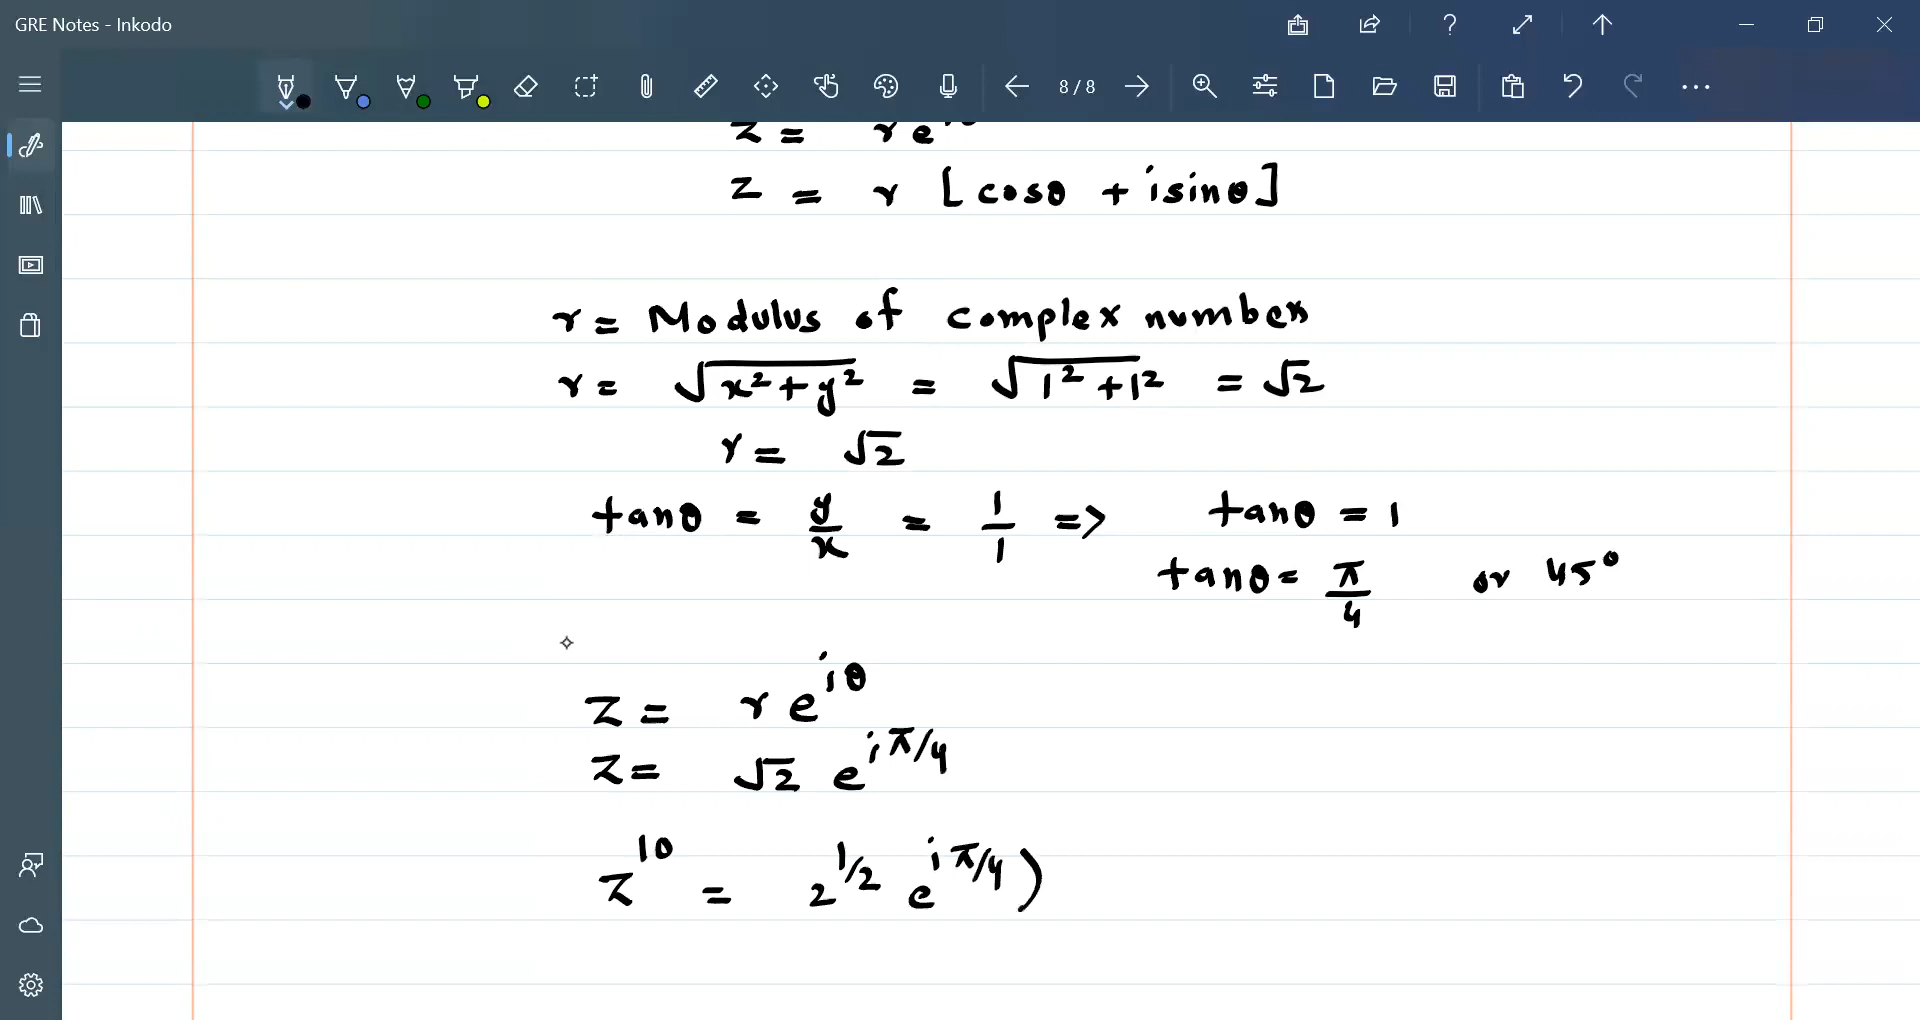 GRE Notes - Inkodo
8 / 8
z = r e^iθ
z = r [cosθ + isinθ]
r = Modulus of complex number
r = √x²+y² = √1²+1² = √2
r = √2
tanθ = y/x = 1/1 => tanθ = 1
tanθ = π/4 or 45°
z = r e^iθ
z = √2 e^iπ/4
z^10 = 2^1/2 e^iπ/4)